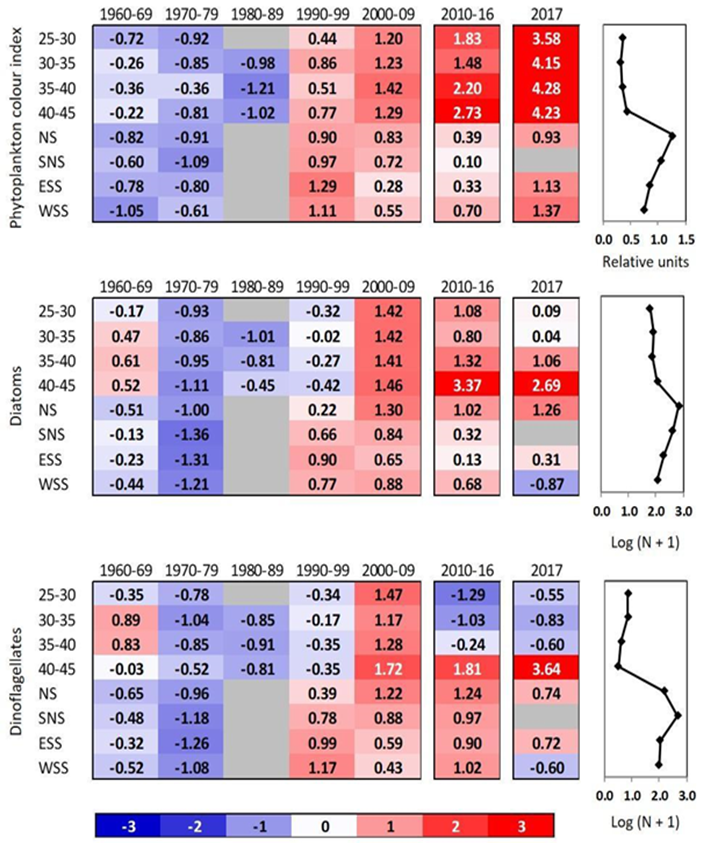 1960-69 1970-79 1980-89 1990-99 2000-09 2010-16 2017
Phytoplankton colour index
25-30 -0.72 -0.92 0.44 1.20 1.83 3.58
30-35 -0.26 -0.85 -0.98 0.86 1.23 1.48 4.15
35-40 -0.36 -0.36 -1.21 0.51 1.42 2.20 4.28
40-45 -0.22 -0.81 -1.02 0.77 1.29 2.73 4.23
NS -0.82 -0.91 0.90 0.83 0.39 0.93
SNS -0.60 -1.09 0.97 0.72 0.10
ESS -0.78 -0.80 1.29 0.28 0.33 1.13
WSS -1.05 -0.61 1.11 0.55 0.70 1.37
0.0 0.5 1.0 1.5
Relative units
1960-69 1970-79 1980-89 1990-99 2000-09 2010-16 2017
Diatoms
25-30 -0.17 -0.93 -0.32 1.42 1.08 0.09
30-35 0.47 -0.86 -1.01 -0.02 1.42 0.80 0.04
35-40 0.61 -0.95 -0.81 -0.27 1.41 1.32 1.06
40-45 0.52 -1.11 -0.45 -0.42 1.46 3.37 2.69
NS -0.51 -1.00 0.22 1.30 1.02 1.26
SNS -0.13 -1.36 0.66 0.84 0.32
ESS -0.23 -1.31 0.90 0.65 0.13 0.31
WSS -0.44 -1.21 0.77 0.88 0.68 -0.87
0.0 1.0 2.0 3.0
Log (N + 1)
1960-69 1970-79 1980-89 1990-99 2000-09 2010-16 2017
Dinoflagellates
25-30 -0.35 -0.78 -0.34 1.47 -1.29 -0.55
30-35 0.89 -1.04 -0.85 -0.17 1.17 -1.03 -0.83
35-40 0.83 -0.85 -0.91 -0.35 1.28 -0.24 -0.60
40-45 -0.03 -0.52 -0.81 -0.35 1.72 1.81 3.64
NS -0.65 -0.96 0.39 1.22 1.24 0.74
SNS -0.48 -1.18 0.78 0.88 0.97
ESS -0.32 -1.26 0.99 0.59 0.90 0.72
WSS -0.52 -1.08 1.17 0.43 1.02 -0.60
0.0 1.0 2.0 3.0
Log (N + 1)
-3 -2 -1 0 1 2 3